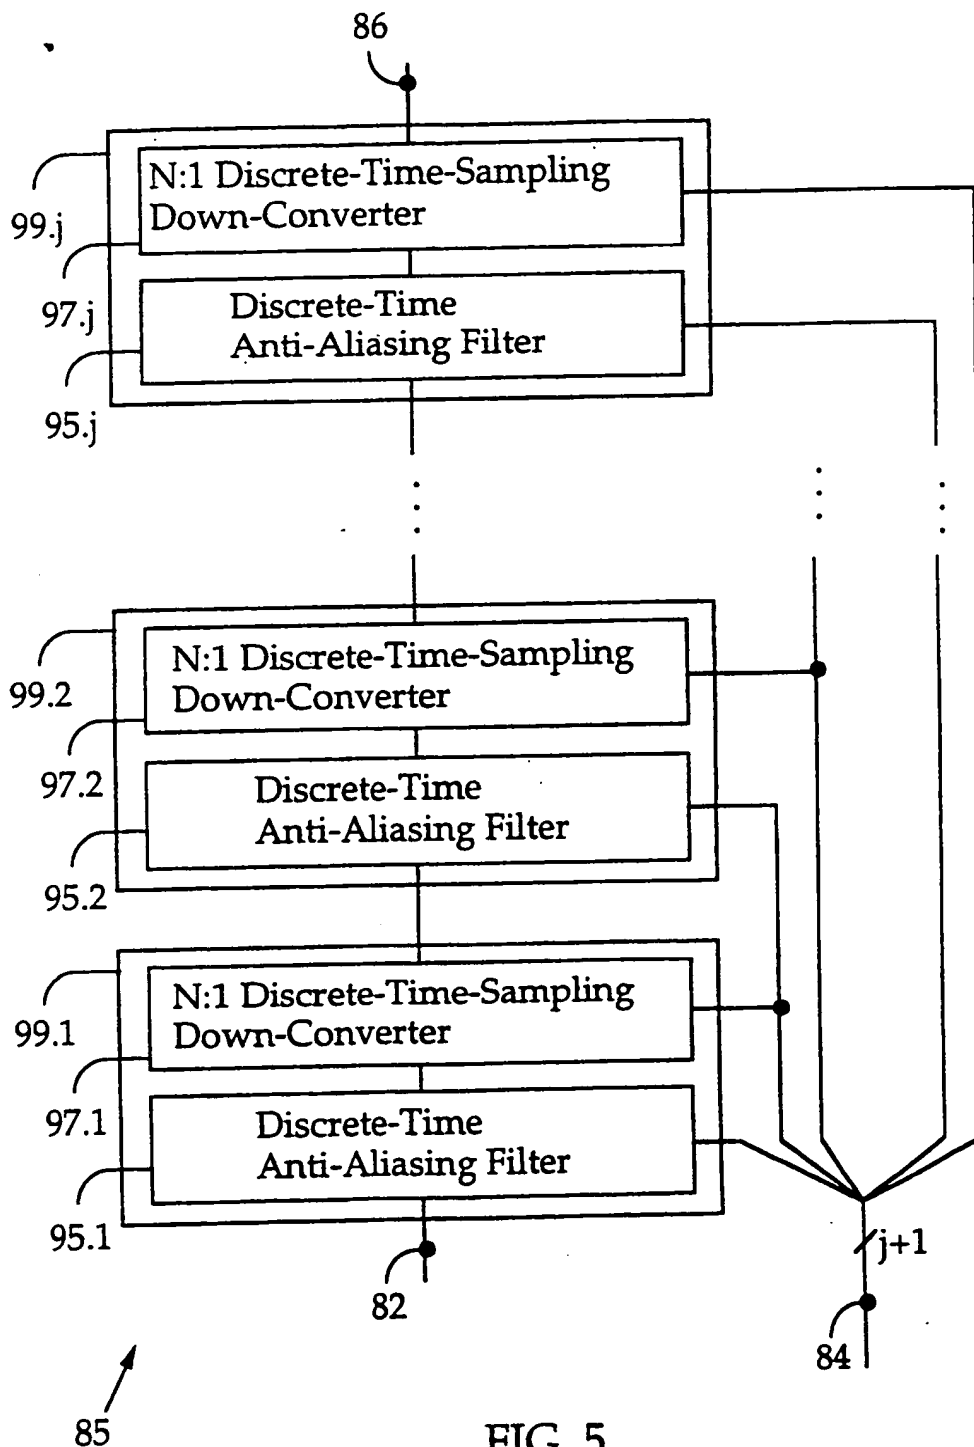 86
N:1 Discrete-Time-Sampling
Down-Converter
99.j
97.j
Discrete-Time
Anti-Aliasing Filter
95.j
N:1 Discrete-Time-Sampling
Down-Converter
99.2
97.2
Discrete-Time
Anti-Aliasing Filter
95.2
N:1 Discrete-Time-Sampling
Down-Converter
99.1
97.1
Discrete-Time
Anti-Aliasing Filter
95.1
j+1
82
84
85
FIG. 5